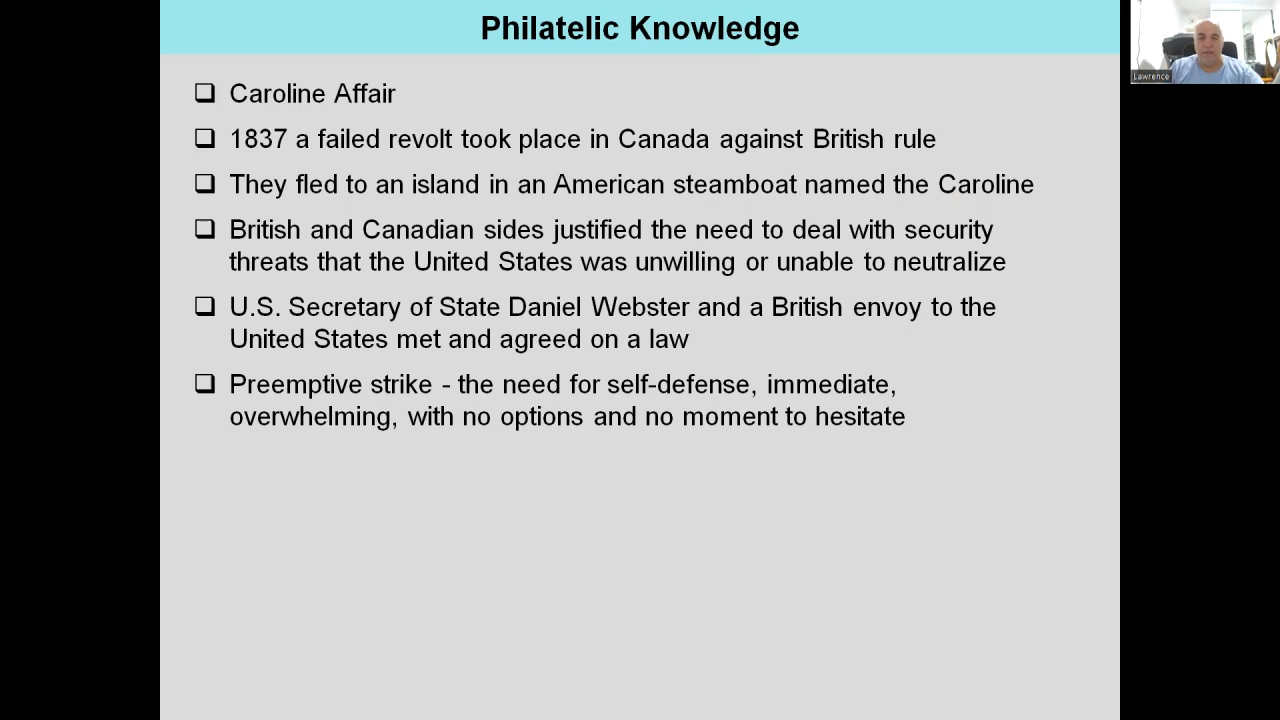 Philatelic Knowledge
Lawrence
Caroline Affair
1837 a failed revolt took place in Canada against British rule
They fled to an island in an American steamboat named the Caroline
British and Canadian sides justified the need to deal with security
threats that the United States was unwilling or unable to neutralize
U.S. Secretary of State Daniel Webster and a British envoy to the
United States met and agreed on a law
Preemptive strike - the need for self-defense, immediate,
overwhelming, with no options and no moment to hesitate